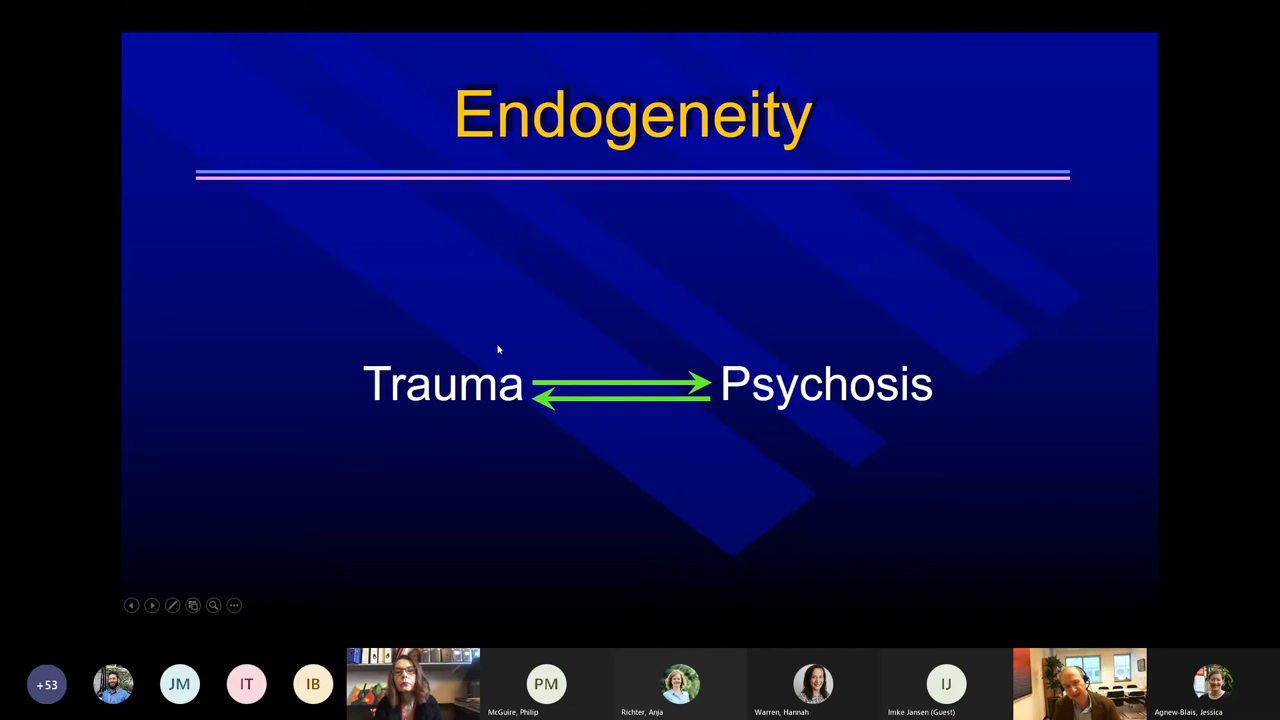 Endogeneity
Trauma
Psychosis
+53
JM
IT
IB
PM
McGuire, Philip
Richter, Anja
Warren, Hannah
IJ
Imke Jansen (Guest)
Agnew-Blais, Jessica